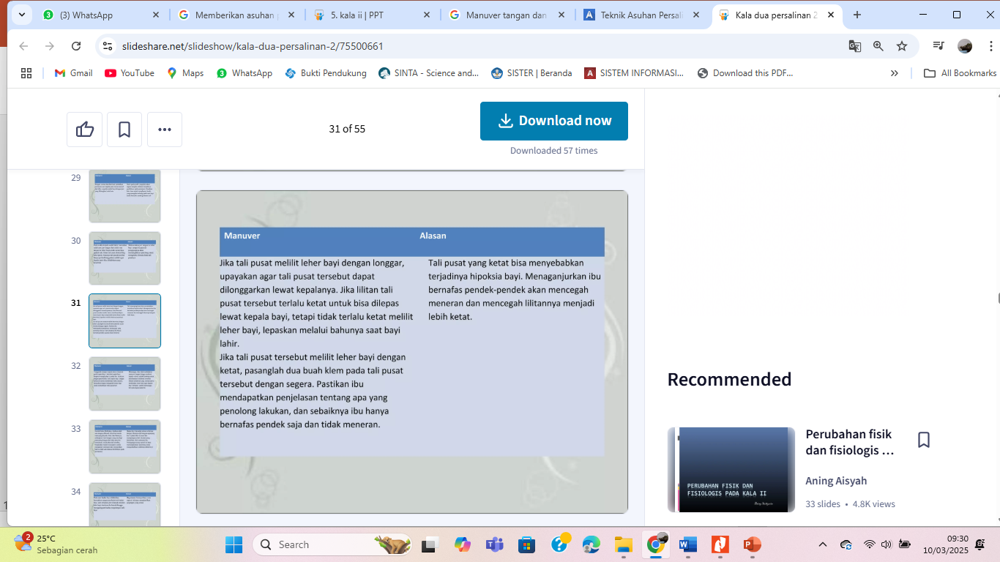 (3) WhatsApp
Memberikan asuhan
5. kala ii | PPT
Manuver tangan dan
Teknik Asuhan Persali
Kala dua persalinan 2
slideshare.net/slideshow/kala-dua-persalinan-2/75500661
Gmail
YouTube
Maps
WhatsApp
Bukti Pendukung
SINTA - Science and...
SISTER | Beranda
SISTEM INFORMASI...
Download this PDF...
All Bookmarks
31 of 55
Download now
Downloaded 57 times
29
30
31
32
33
34
Manuver
Alasan
Jika tali pusat melilit leher bayi dengan longgar,
upayakan agar tali pusat tersebut dapat
dilonggarkan lewat kepalanya. Jika lilitan tali
pusat tersebut terlalu ketat untuk bisa dilepas
lewat kepala bayi, tetapi tidak terlalu ketat melilit
leher bayi, lepaskan melalui bahunya saat bayi
lahir.
Jika tali pusat tersebut melilit leher bayi dengan
ketat, pasanglah dua buah klem pada tali pusat
tersebut dengan segera. Pastikan ibu
mendapatkan penjelasan tentang apa yang
penolong lakukan, dan sebaiknya ibu hanya
bernafas pendek saja dan tidak meneran.
Tali pusat yang ketat bisa menyebabkan
terjadinya hipoksia bayi. Menaganjurkan ibu
bernafas pendek-pendek akan mencegah
meneran dan mencegah lilitannya menjadi
lebih ketat.
Recommended
PERUBAHAN FISIK DAN
FISIOLOGIS PADA KALA II
Perubahan fisik
dan fisiologis ...
Aning Aisyah
33 slides • 4.8K views
2
25°C
Sebagian cerah
Search
09:30
10/03/2025